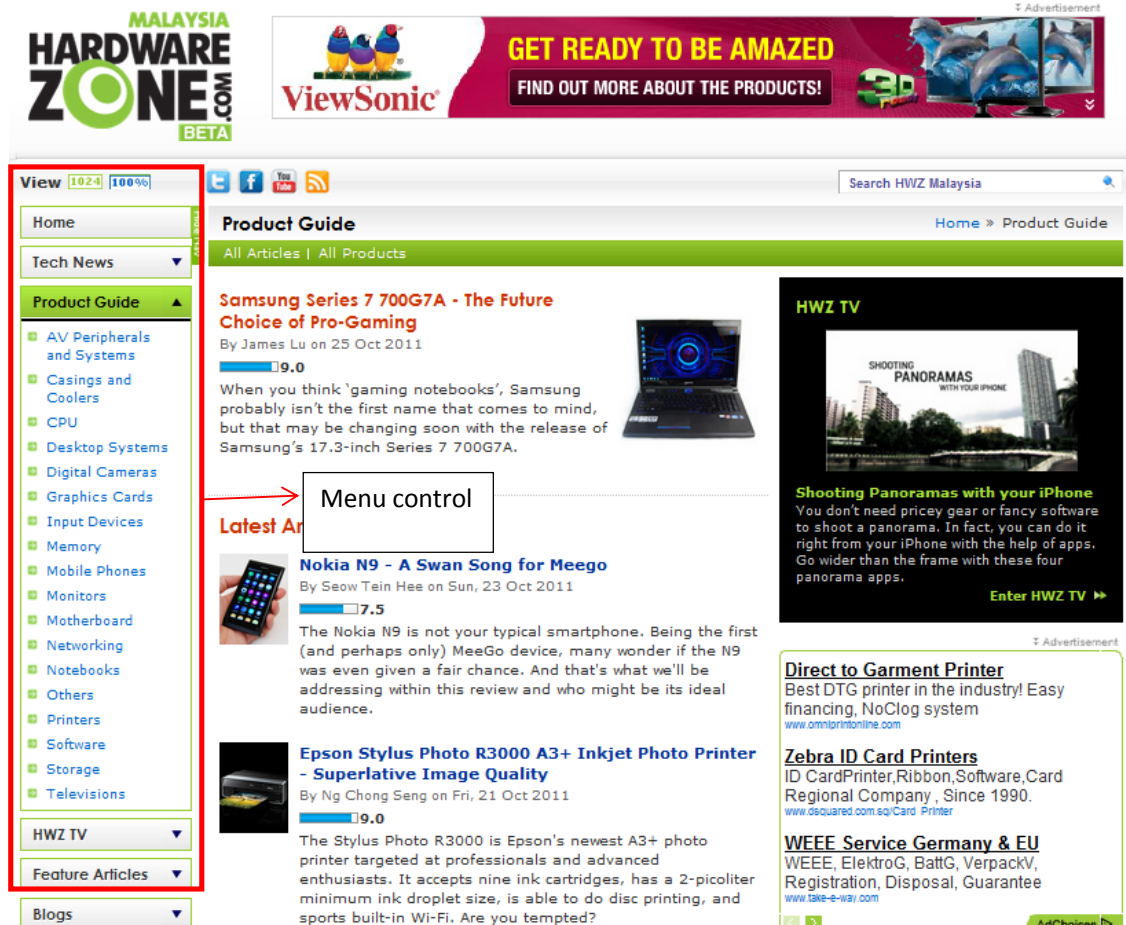 Advertisement
MALAYSIA
HARDWARE
ZONE
.COM
BETA
ViewSonic
GET READY TO BE AMAZED
FIND OUT MORE ABOUT THE PRODUCTS!
3D
View 1024 100%
You
Tube
Search HWZ Malaysia
Home
Tech News
Product Guide
AV Peripherals
and Systems
Casings and
Coolers
CPU
Desktop Systems
Digital Cameras
Graphics Cards
Input Devices
Memory
Mobile Phones
Monitors
Motherboard
Networking
Notebooks
Others
Printers
Software
Storage
Televisions
HWZ TV
Feature Articles
Blogs
Product Guide
Home » Product Guide
All Articles | All Products
Samsung Series 7 700G7A - The Future
Choice of Pro-Gaming
By James Lu on 25 Oct 2011
9.0
When you think 'gaming notebooks', Samsung
probably isn't the first name that comes to mind,
but that may be changing soon with the release of
Samsung's 17.3-inch Series 7 700G7A.
Menu control
Latest Ar
Nokia N9 - A Swan Song for Meego
By Seow Tein Hee on Sun, 23 Oct 2011
7.5
The Nokia N9 is not your typical smartphone. Being the first
(and perhaps only) MeeGo device, many wonder if the N9
was even given a fair chance. And that's what we'll be
addressing within this review and who might be its ideal
audience.
Epson Stylus Photo R3000 A3+ Inkjet Photo Printer
- Superlative Image Quality
By Ng Chong Seng on Fri, 21 Oct 2011
9.0
The Stylus Photo R3000 is Epson's newest A3+ photo
printer targeted at professionals and advanced
enthusiasts. It accepts nine ink cartridges, has a 2-picoliter
minimum ink droplet size, is able to do disc printing, and
sports built-in Wi-Fi. Are you tempted?
HWZ TV
SHOOTING
PANORAMAS
WITH YOUR IPHONE
Shooting Panoramas with your iPhone
You don't need pricey gear or fancy software
to shoot a panorama. In fact, you can do it
right from your iPhone with the help of apps.
Go wider than the frame with these four
panorama apps.
Enter HWZ TV
Advertisement
Direct to Garment Printer
Best DTG printer in the industry! Easy
financing, NoClog system
www.omniprintonline.com
Zebra ID Card Printers
ID CardPrinter,Ribbon,Software,Card
Regional Company , Since 1990.
www.dsquared.com.sg/Card Printer
WEEE Service Germany & EU
WEEE, ElektroG, BattG, VerpackV,
Registration, Disposal, Guarantee
www.take-e-way.com
AdChoices